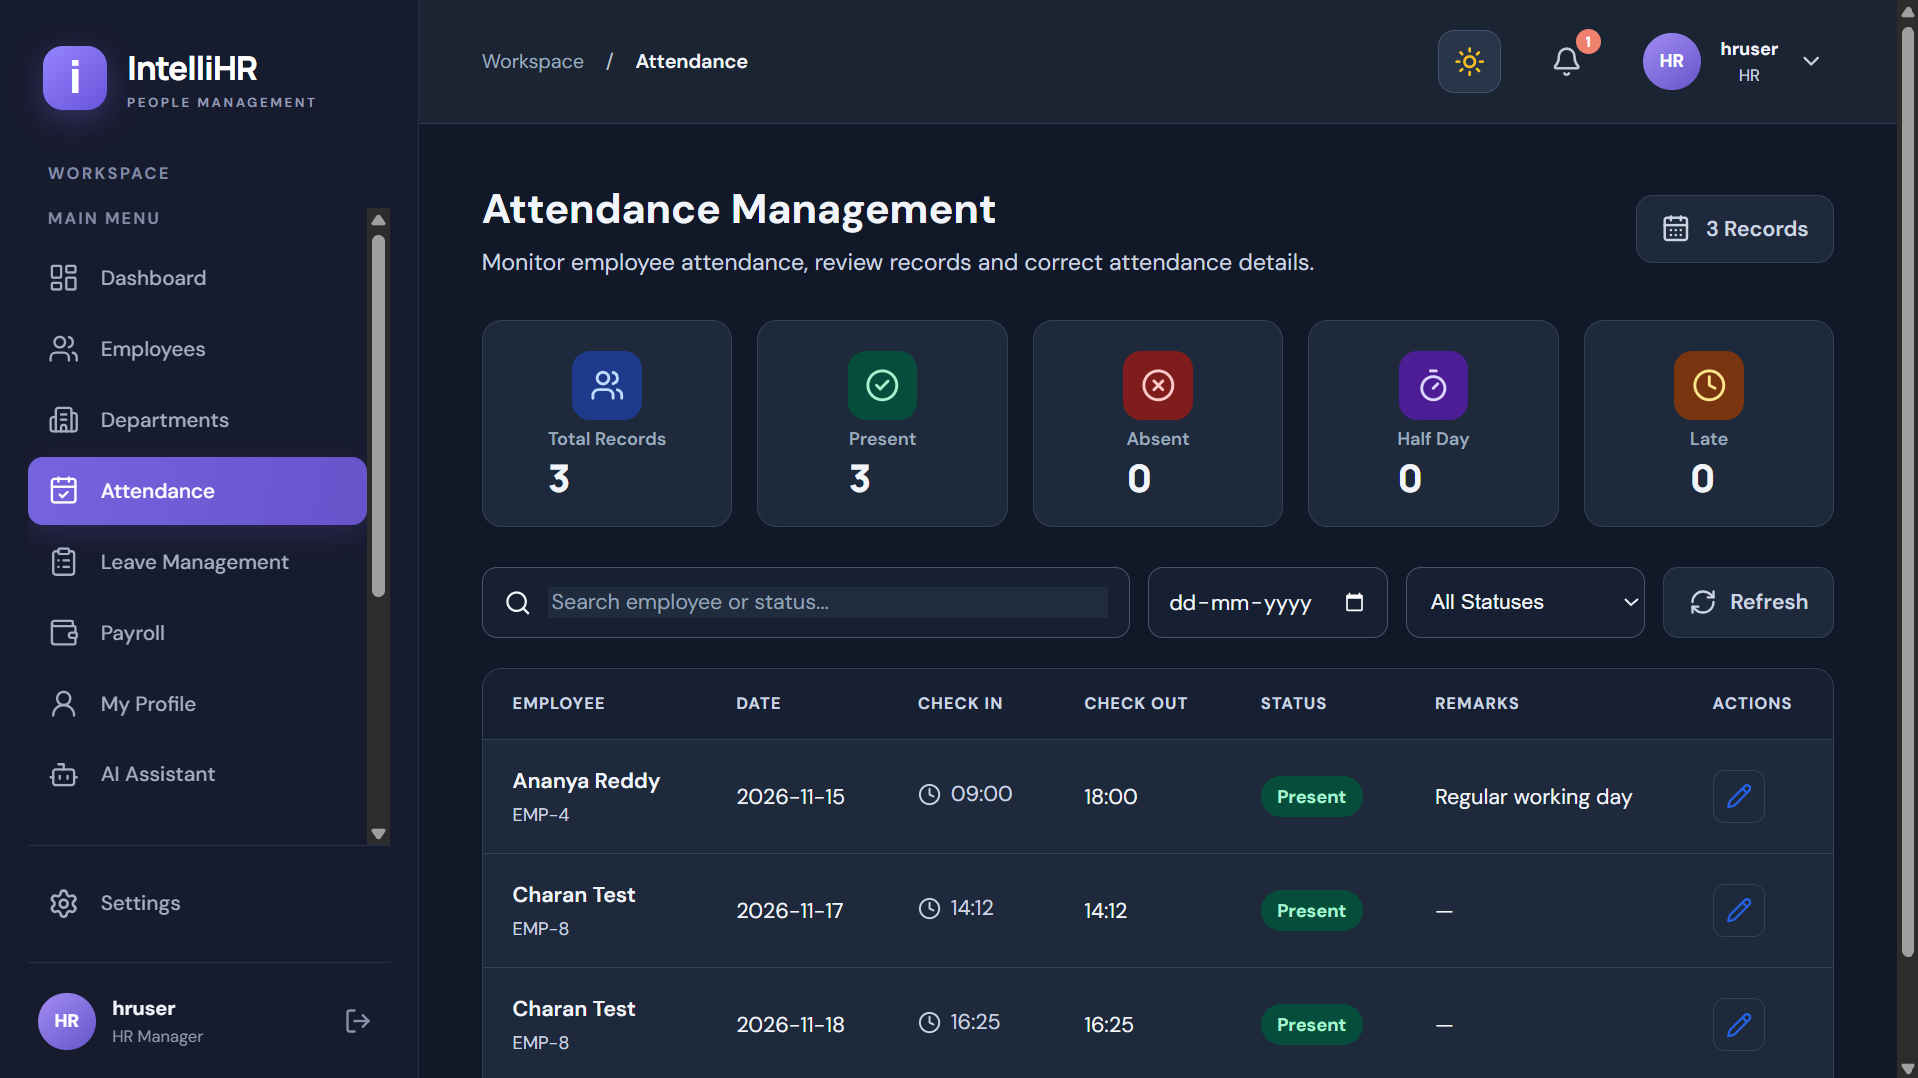 i
IntelliHR
PEOPLE MANAGEMENT
WORKSPACE
MAIN MENU
Dashboard
Employees
Departments
Attendance
Leave Management
Payroll
My Profile
AI Assistant
Settings
HR
hruser
HR Manager
Workspace / Attendance
1
HR
hruser
HR
Attendance Management
Monitor employee attendance, review records and correct attendance details.
3 Records
Total Records
3
Present
3
Absent
0
Half Day
0
Late
0
Search employee or status...
dd-mm-yyyy
All Statuses
Refresh
EMPLOYEE DATE CHECK IN CHECK OUT STATUS REMARKS ACTIONS
Ananya Reddy
EMP-4
2026-11-15 09:00 18:00 Present Regular working day
Charan Test
EMP-8
2026-11-17 14:12 14:12 Present —
Charan Test
EMP-8
2026-11-18 16:25 16:25 Present —